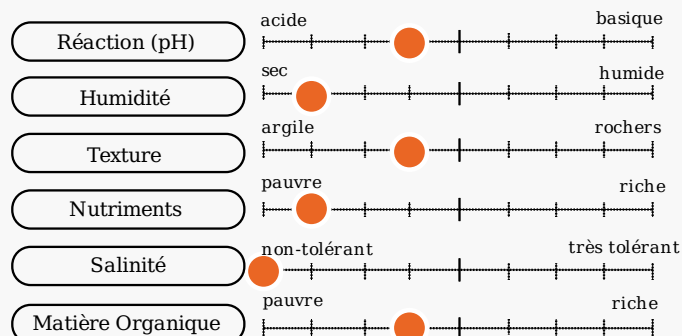 acide basique
Réaction (pH)
sec humide
Humidité
argile rochers
Texture
pauvre riche
Nutriments
non-tolérant très tolérant
Salinité
pauvre riche
Matière Organique